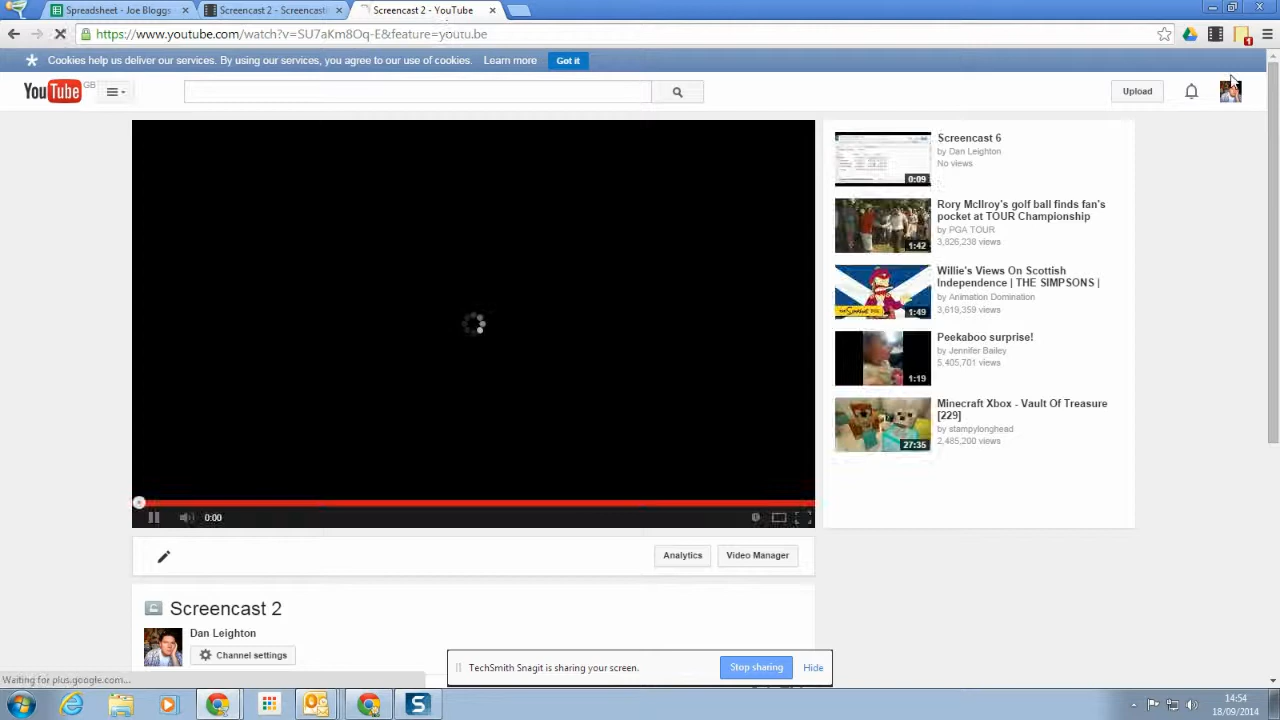 Spreadsheet - Joe Bloggs
Screencast 2 - Screencast
Screencast 2 - YouTube
https://www.youtube.com/watch?v=SU7aKm8Oq-E&feature=youtu.be
1
Cookies help us deliver our services. By using our services, you agree to our use of cookies. Learn more Got it
YouTube GB
Upload
Screencast 6
by Dan Leighton
No views
0:09
Rory McIlroy's golf ball finds fan's
pocket at TOUR Championship
by PGA TOUR
3,826,238 views
1:42
Willie's Views On Scottish
Independence | THE SIMPSONS |
by Animation Domination
3,619,359 views
1:49
Peekaboo surprise!
by Jennifer Bailey
5,405,701 views
1:19
Minecraft Xbox - Vault Of Treasure
[229]
by stampylonghead
2,485,200 views
27:35
0:00
Analytics
Video Manager
Screencast 2
Dan Leighton
Channel settings
TechSmith Snagit is sharing your screen. Stop sharing Hide
Waiting for plus.google.com...
14:54
18/09/2014